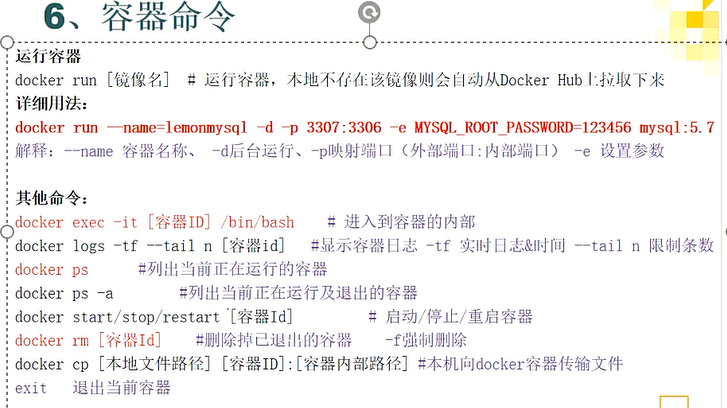 6、容器命令
运行容器
docker run [镜像名]  # 运行容器，本地不存在该镜像则会自动从Docker Hub上拉取下来
详细用法：
docker run --name=lemonmysql -d -p 3307:3306 -e MYSQL_ROOT_PASSWORD=123456 mysql:5.7
解释：--name 容器名称、 -d后台运行、-p映射端口（外部端口:内部端口） -e 设置参数
其他命令：
docker exec -it [容器ID] /bin/bash    # 进入到容器的内部
docker logs -tf --tail n [容器id]   #显示容器日志 -tf 实时日志&时间 --tail n 限制条数
docker ps      #列出当前正在运行的容器
docker ps -a        #列出当前正在运行及退出的容器
docker start/stop/restart [容器Id]         # 启动/停止/重启容器
docker rm [容器Id]    #删除掉已退出的容器    -f强制删除
docker cp [本地文件路径] [容器ID]:[容器内部路径] #本机向docker容器传输文件
exit   退出当前容器